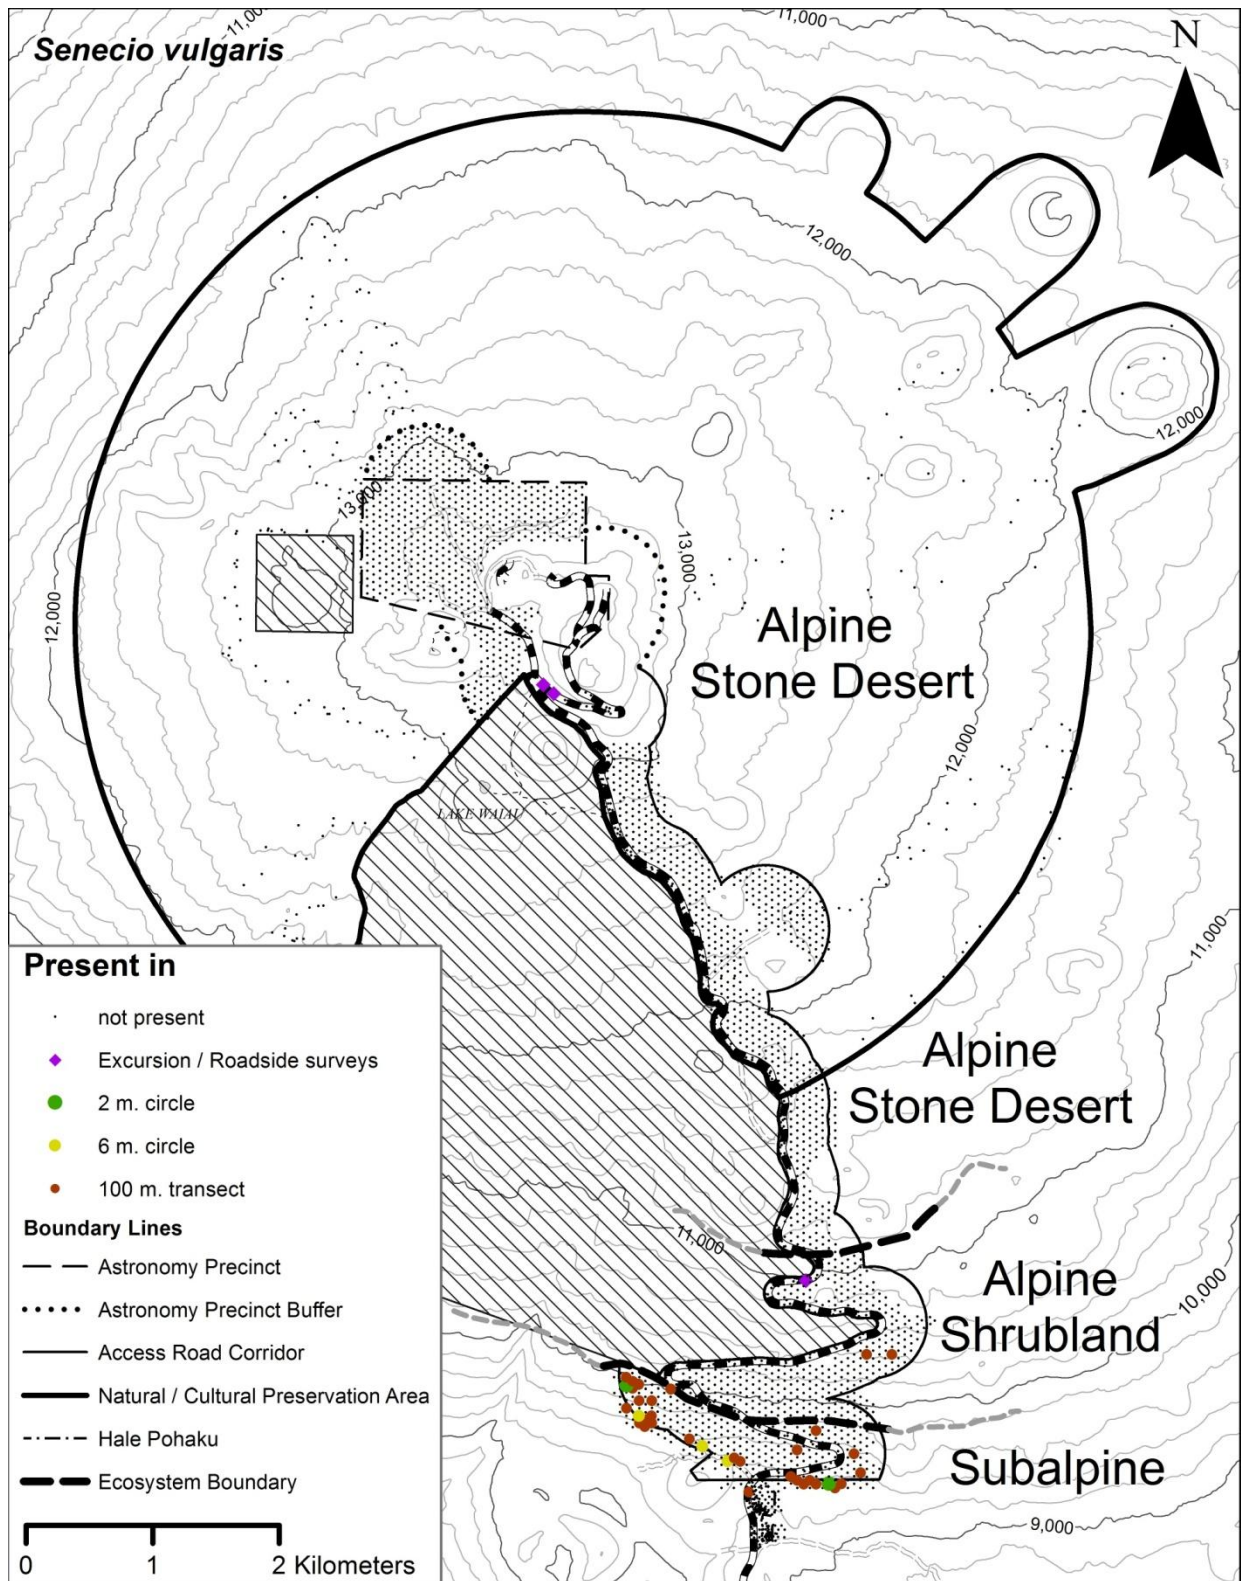 11,000
11,000
Senecio vulgaris
N
12,000
12,000
13,000
13,000
12,000
Alpine
Stone Desert
12,000
LAKE WAIAU
11,000
Present in
not present
Excursion / Roadside surveys
2 m. circle
6 m. circle
100 m. transect
Boundary Lines
Astronomy Precinct
Astronomy Precinct Buffer
Access Road Corridor
Natural / Cultural Preservation Area
Hale Pohaku
Ecosystem Boundary
0 1 2 Kilometers
Alpine
Stone Desert
11,000
Alpine
Shrubland
10,000
Subalpine
9,000